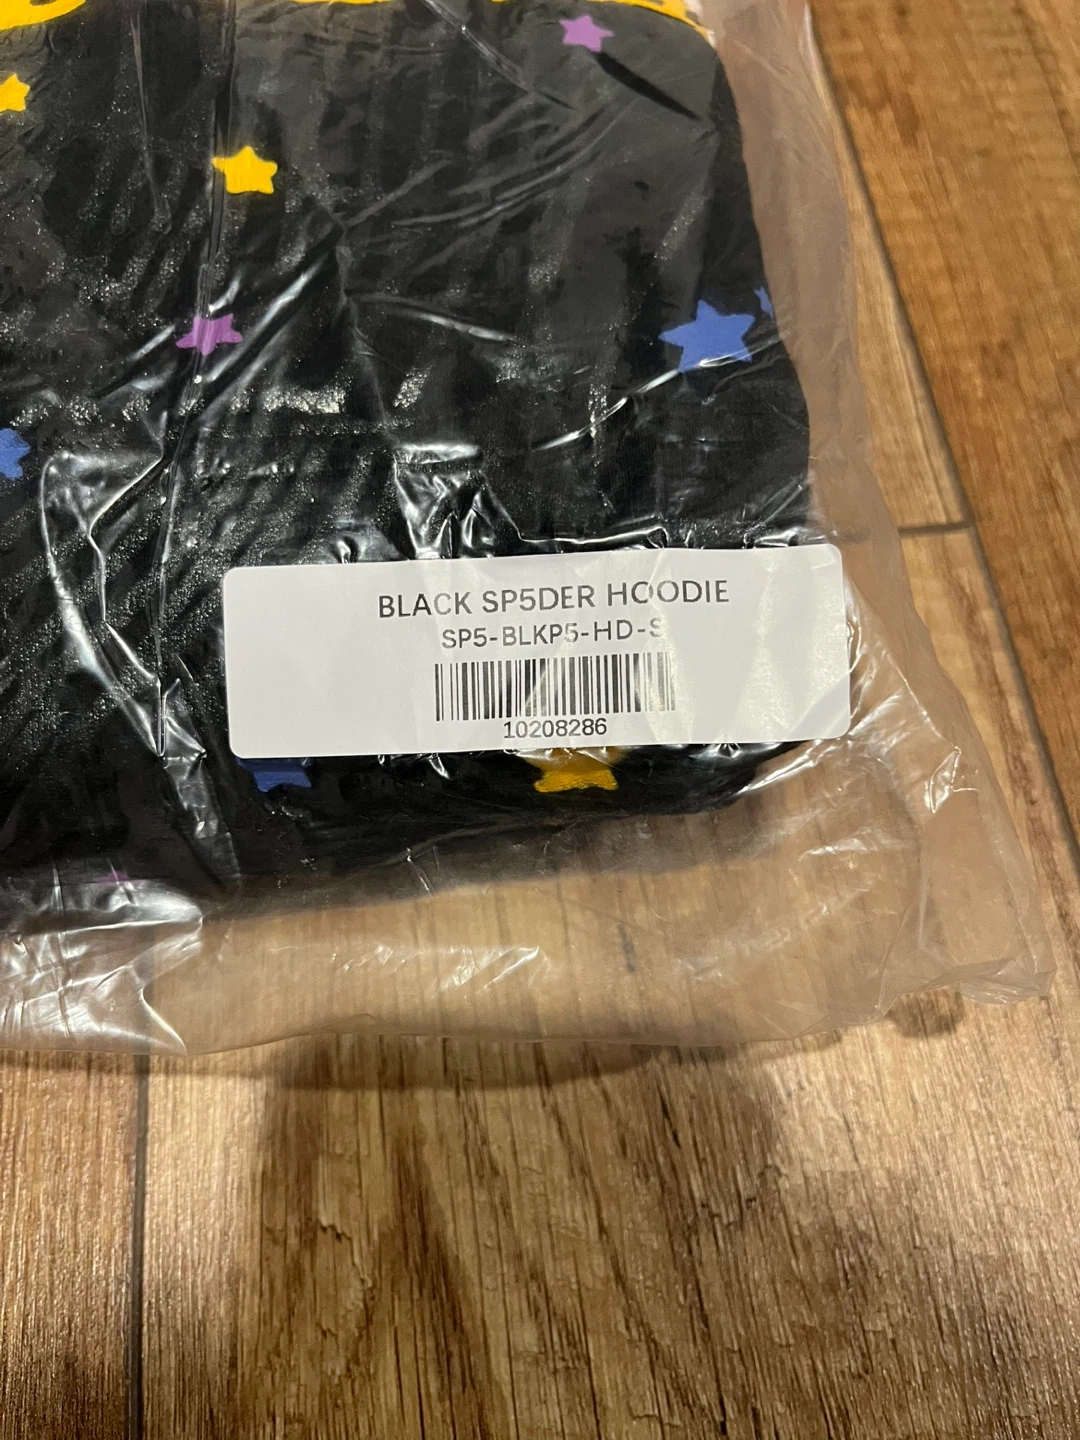 BLACK SP5DER HOODIE
SP5-BLKP5-HD-S
10208286